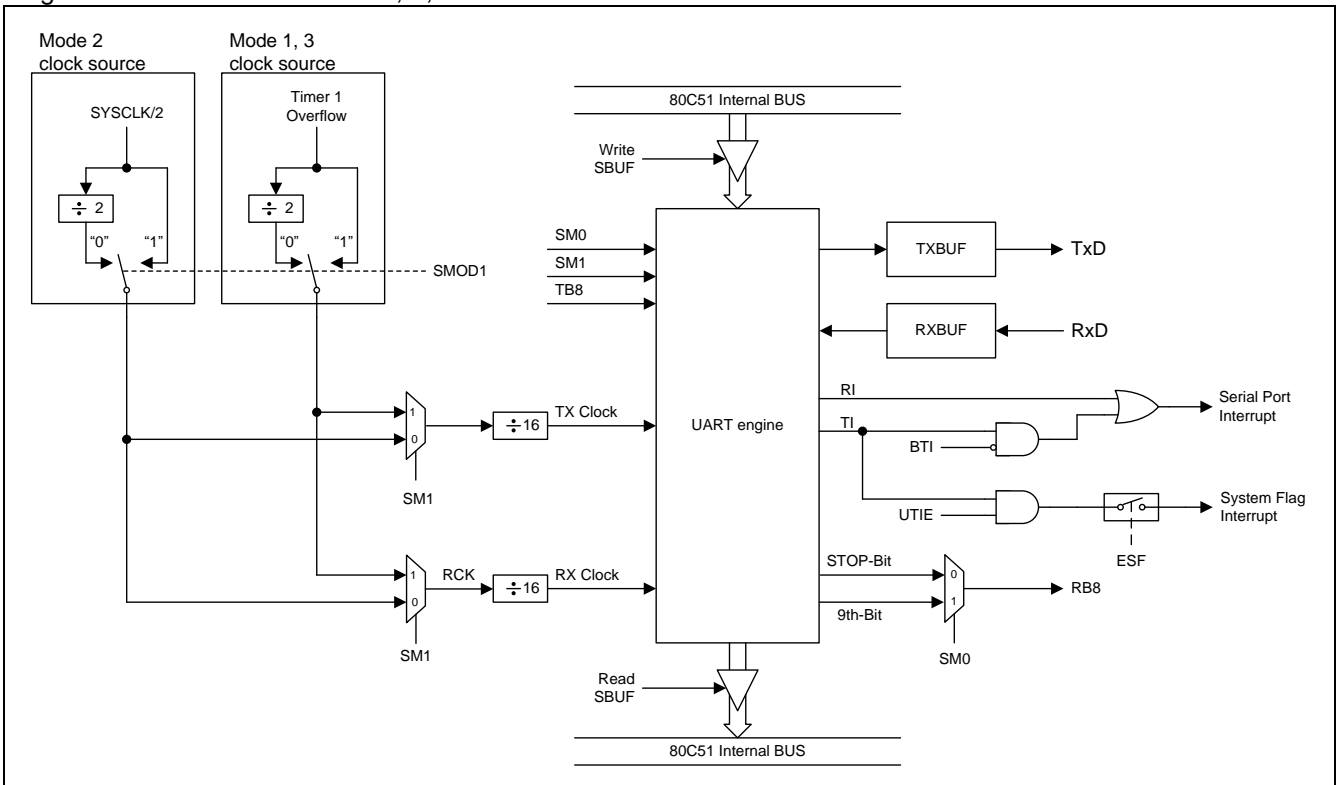 Mode 2
clock source
Mode 1, 3
clock source
SYSCLK/2
Timer 1
Overflow
÷ 2
÷ 2
“0”
“1”
“0”
“1”
SMOD1
80C51 Internal BUS
Write
SBUF
SM0
SM1
TB8
TXBUF
TxD
RXBUF
RxD
UART engine
1
0
SM1
÷16
TX Clock
RI
TI
BTI
Serial Port
Interrupt
UTIE
ESF
System Flag
Interrupt
1
0
SM1
RCK
÷16
RX Clock
STOP-Bit
9th-Bit
0
1
SM0
RB8
Read
SBUF
80C51 Internal BUS